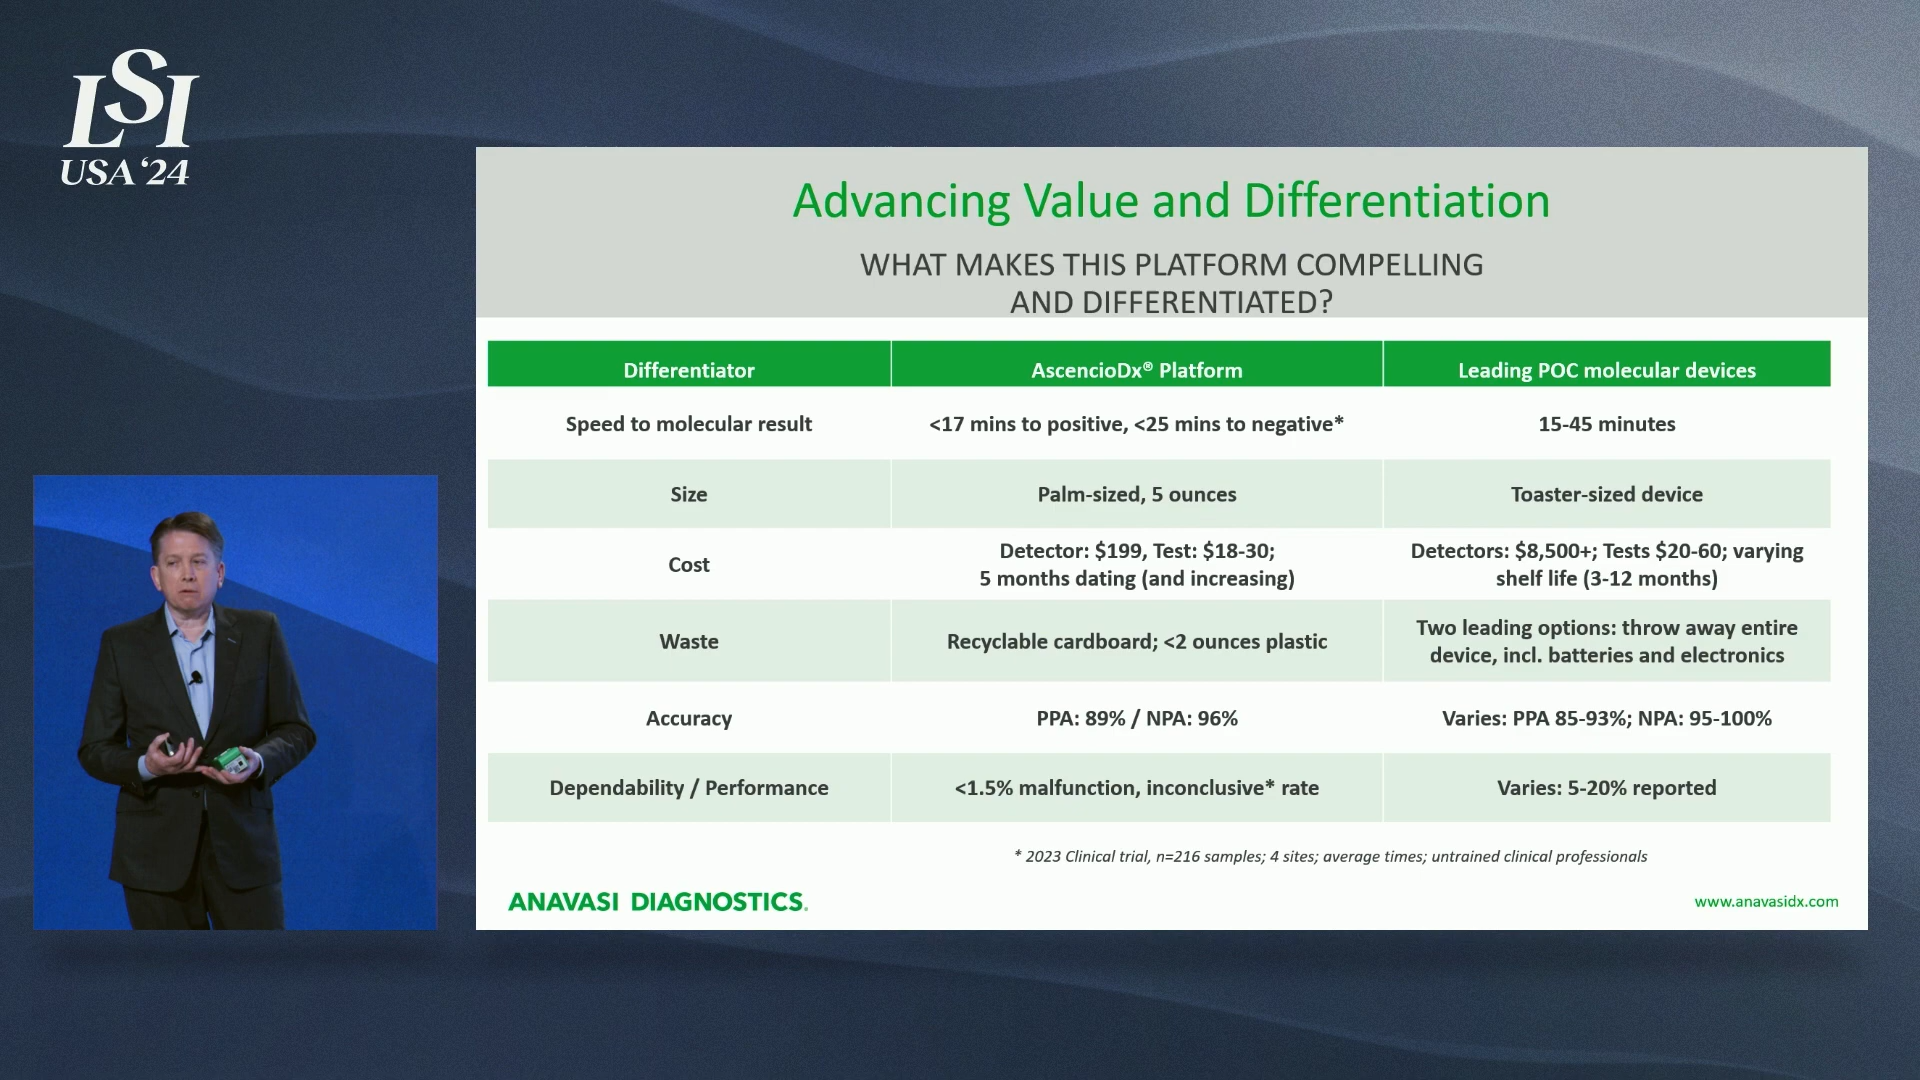 LSI
USA '24
Advancing Value and Differentiation
WHAT MAKES THIS PLATFORM COMPELLING
AND DIFFERENTIATED?
Differentiator
AscencioDx® Platform
Leading POC molecular devices
Speed to molecular result
<17 mins to positive, <25 mins to negative*
15-45 minutes
Size
Palm-sized, 5 ounces
Toaster-sized device
Cost
Detector: $199, Test: $18-30;
5 months dating (and increasing)
Detectors: $8,500+; Tests $20-60; varying
shelf life (3-12 months)
Waste
Recyclable cardboard; <2 ounces plastic
Two leading options: throw away entire
device, incl. batteries and electronics
Accuracy
PPA: 89% / NPA: 96%
Varies: PPA 85-93%; NPA: 95-100%
Dependability / Performance
<1.5% malfunction, inconclusive* rate
Varies: 5-20% reported
* 2023 Clinical trial, n=216 samples; 4 sites; average times; untrained clinical professionals
ANAVASI DIAGNOSTICS.
www.anavasidx.com